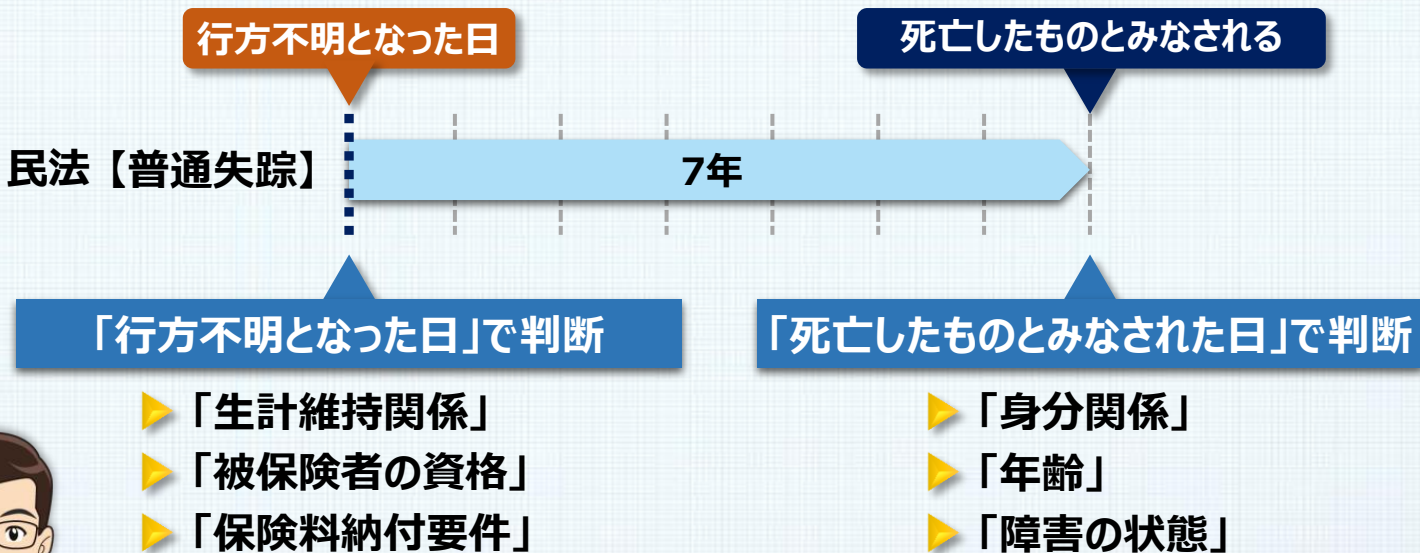 行方不明となった日
死亡したものとみなされる
民法【普通失踪】
7年
「行方不明となった日」で判断
「死亡したものとみなされた日」で判断
「生計維持関係」
「被保険者の資格」
「保険料納付要件」
「身分関係」
「年齢」
「障害の状態」